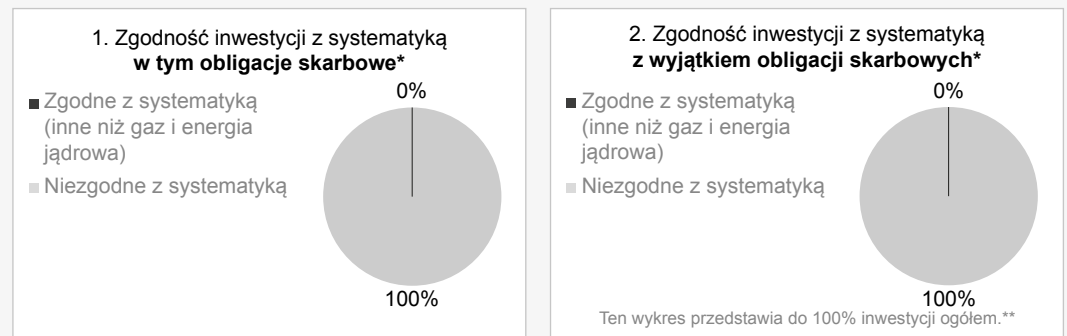 1. Zgodność inwestycji z systematyką
w tym obligacje skarbowe*
Zgodne z systematyką
(inne niż gaz i energia
jądrowa)
Niezgodne z systematyką
0%
100%
2. Zgodność inwestycji z systematyką
z wyjątkiem obligacji skarbowych*
Zgodne z systematyką
(inne niż gaz i energia
jądrowa)
Niezgodne z systematyką
0%
100%
Ten wykres przedstawia do 100% inwestycji ogółem.**